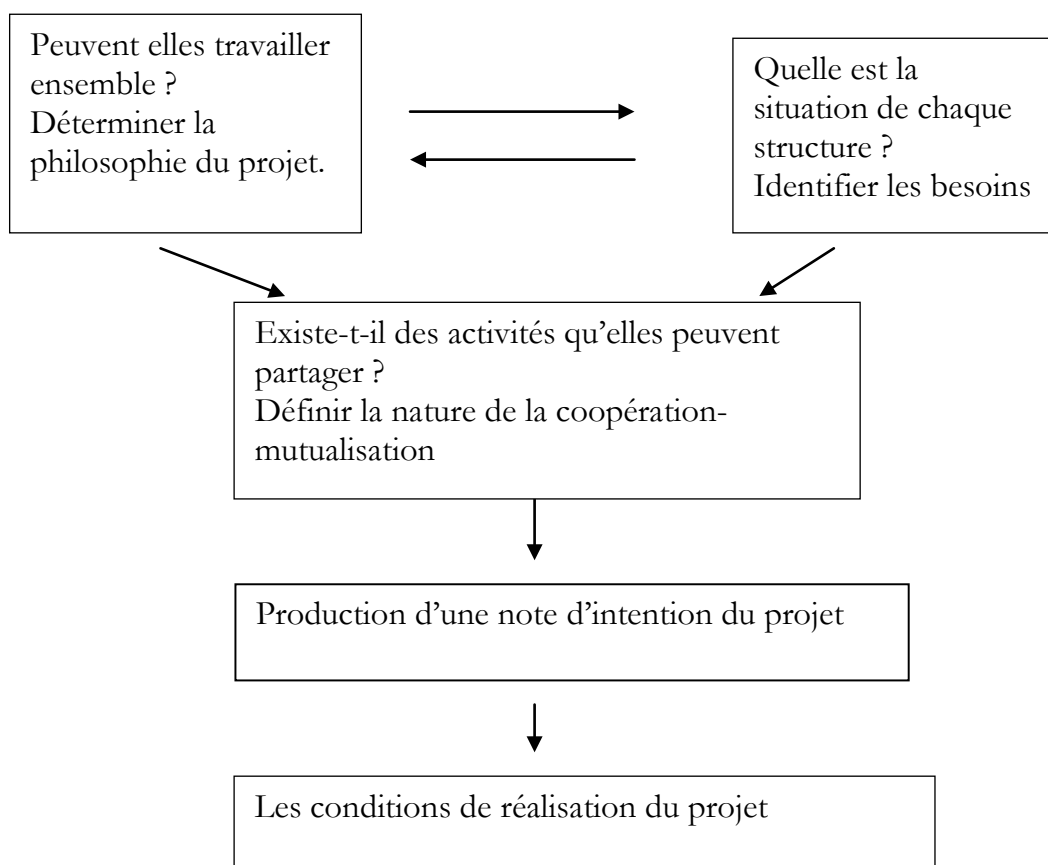 Peuvent elles travailler
ensemble ?
Déterminer la
philosophie du projet.
Quelle est la
situation de chaque
structure ?
Identifier les besoins
Existe-t-il des activités qu’elles peuvent
partager ?
Définir la nature de la coopération-
mutualisation
Production d’une note d’intention du projet
Les conditions de réalisation du projet